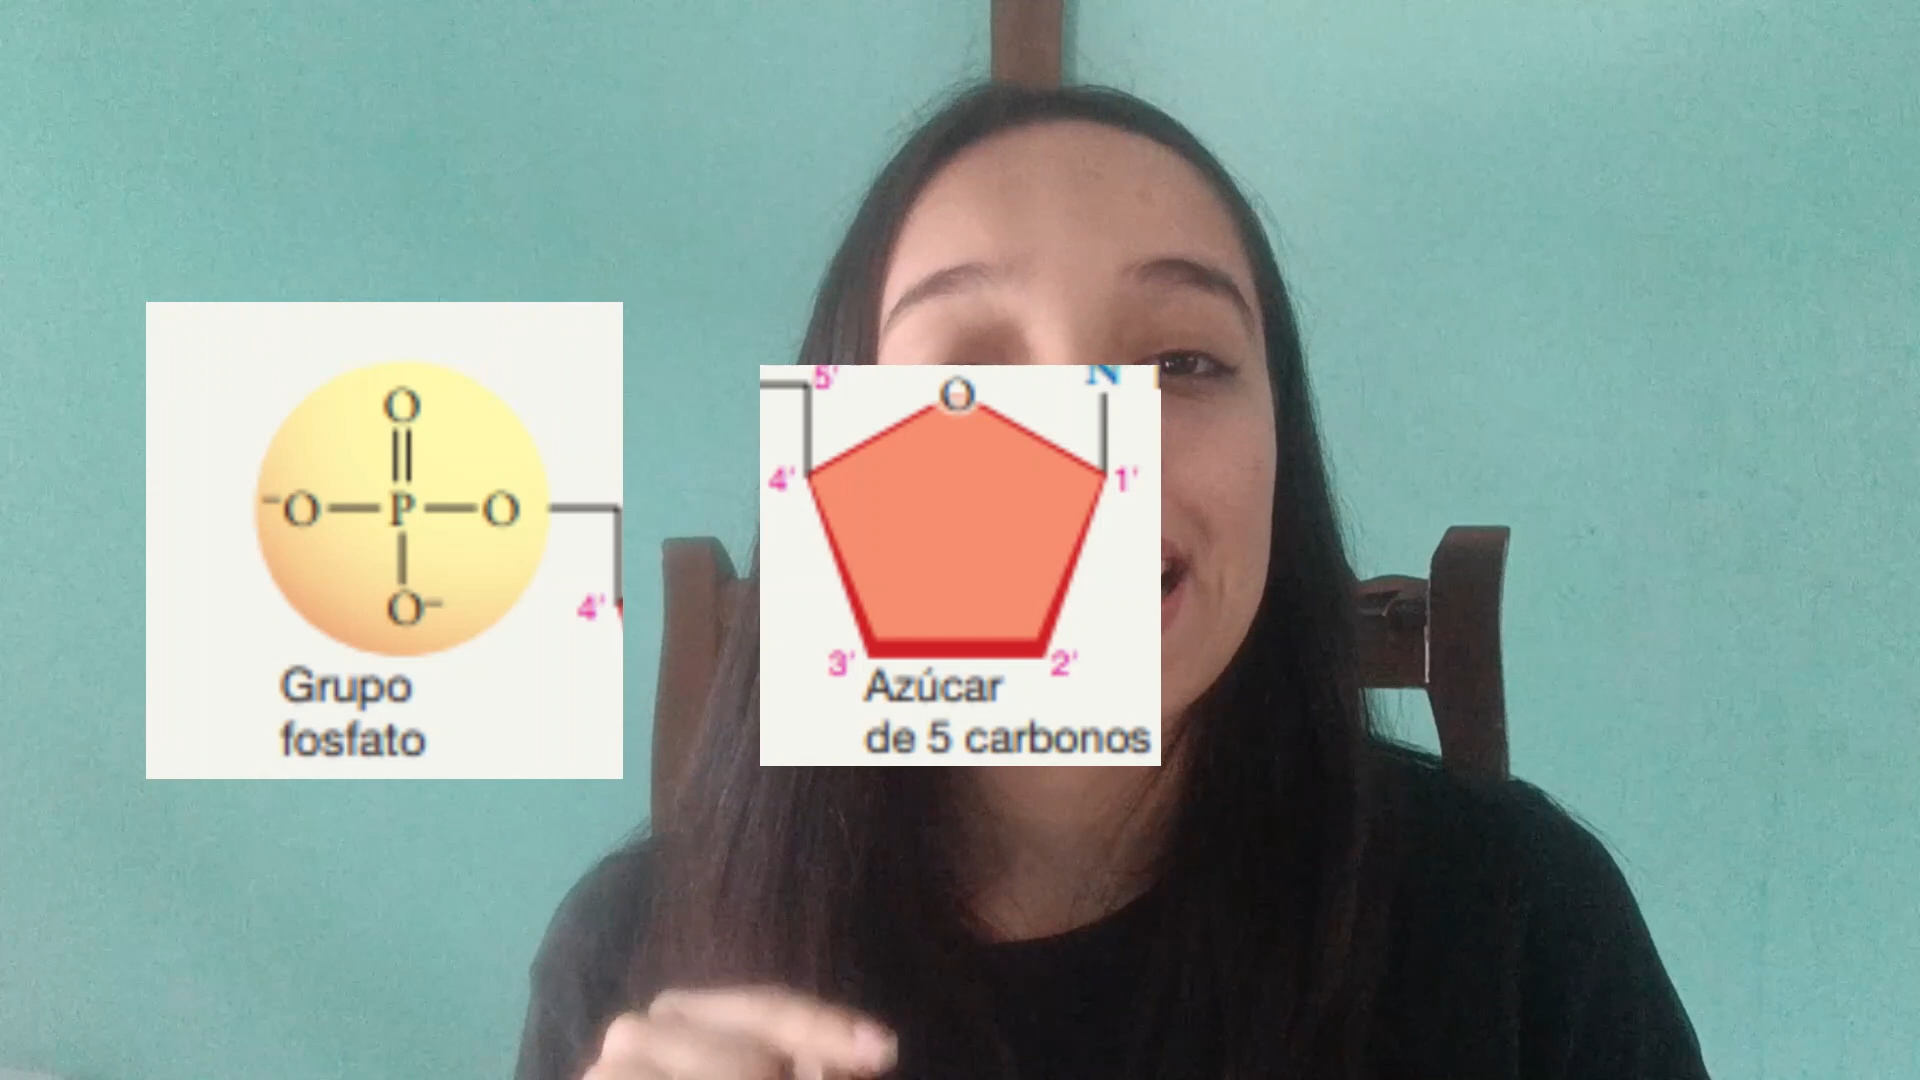 O
⁻O P O
O⁻
4'
Grupo
fosfato
5' O N
4' 1'
3' 2'
Azúcar
de 5 carbonos